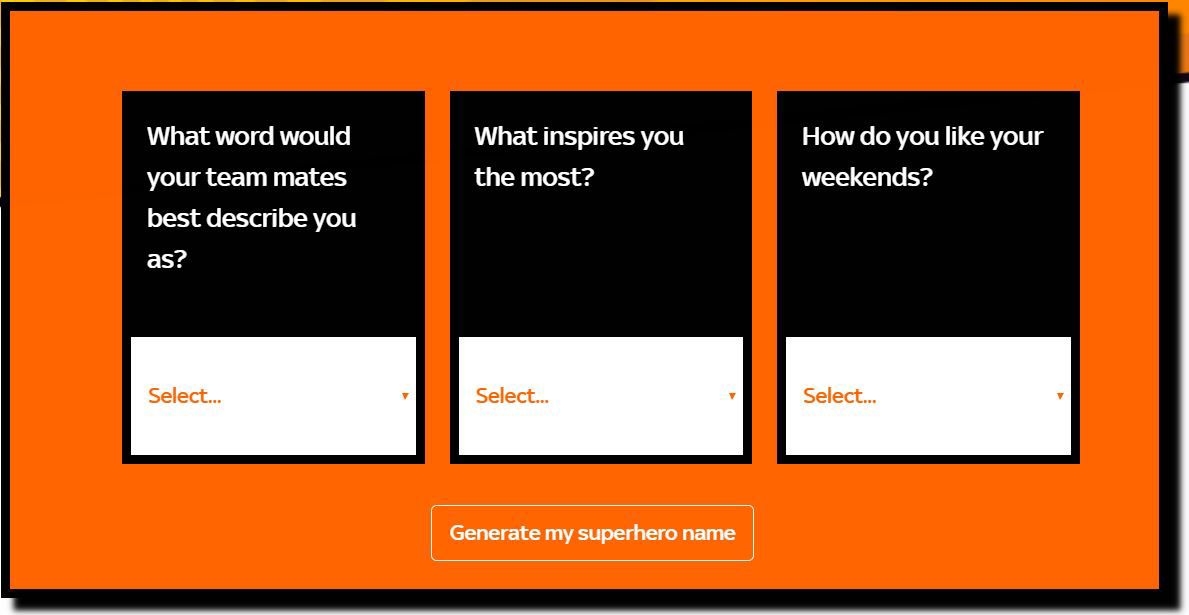 What word would
your team mates
best describe you
as?
Select...
What inspires you
the most?
Select...
How do you like your
weekends?
Select...
Generate my superhero name